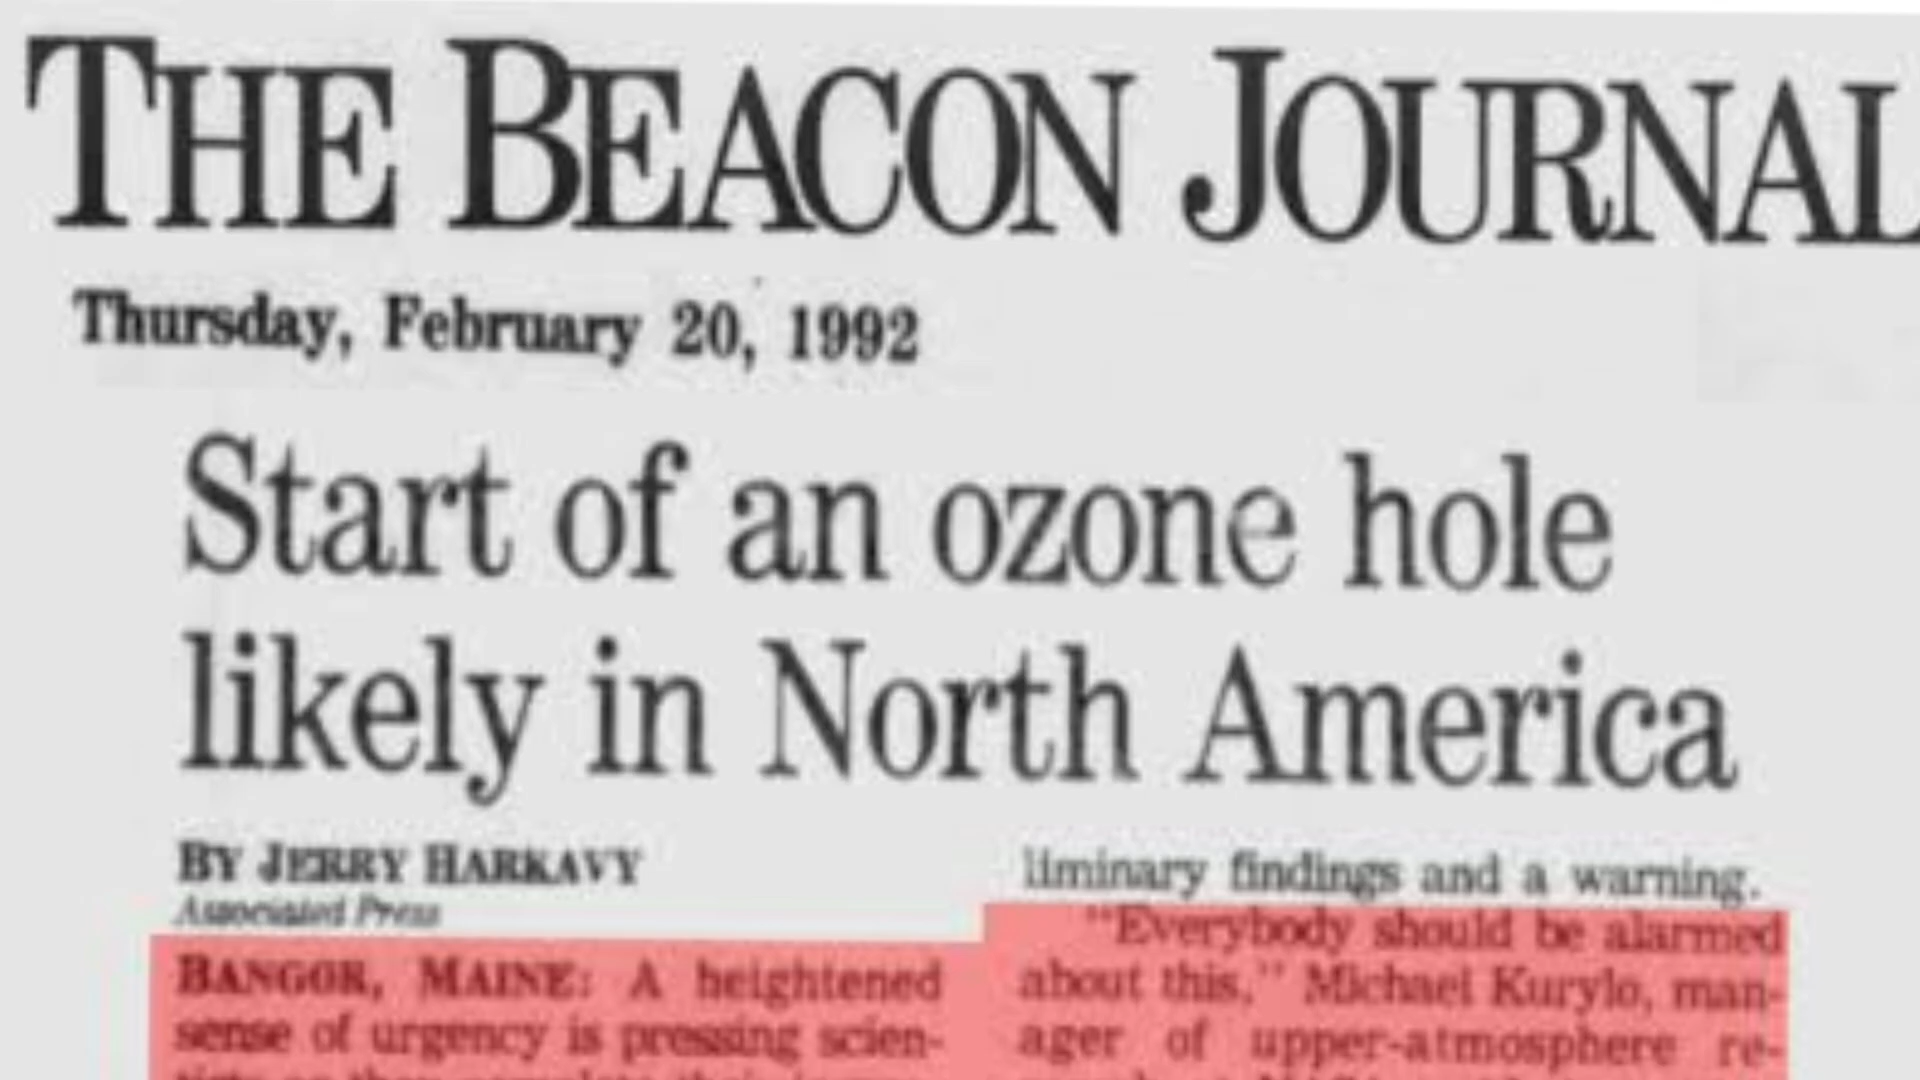 THE BEACON JOURNAL
Thursday, February 20, 1992
Start of an ozone hole
likely in North America
BY JERRY HARKAVY
Associated Press
BANGOR, MAINE: A heightened
sense of urgency is pressing scien-
liminary findings and a warning.
"Everybody should be alarmed
about this," Michael Kurylo, man-
ager of upper-atmosphere re-